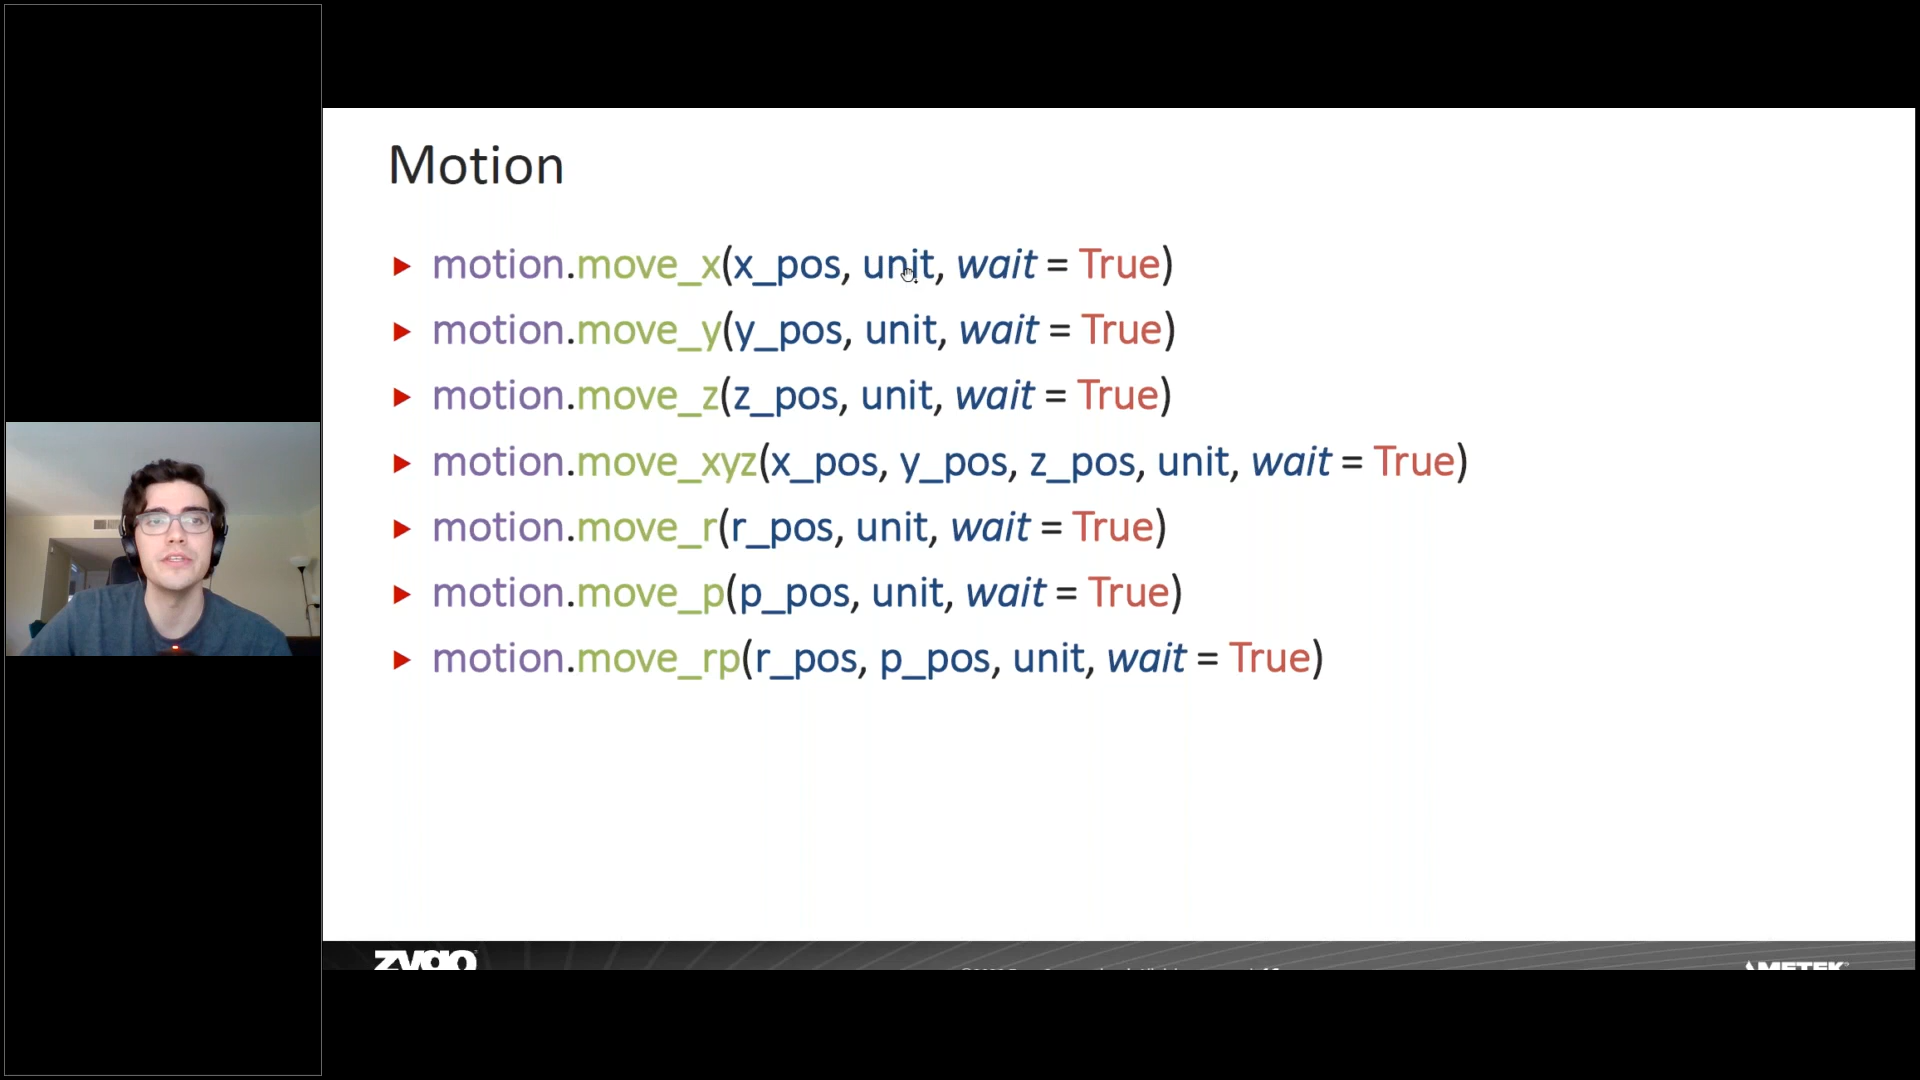 Motion
motion.move_x(x_pos, unit, wait = True)
motion.move_y(y_pos, unit, wait = True)
motion.move_z(z_pos, unit, wait = True)
motion.move_xyz(x_pos, y_pos, z_pos, unit, wait = True)
motion.move_r(r_pos, unit, wait = True)
motion.move_p(p_pos, unit, wait = True)
motion.move_rp(r_pos, p_pos, unit, wait = True)
zygo
AMETEK